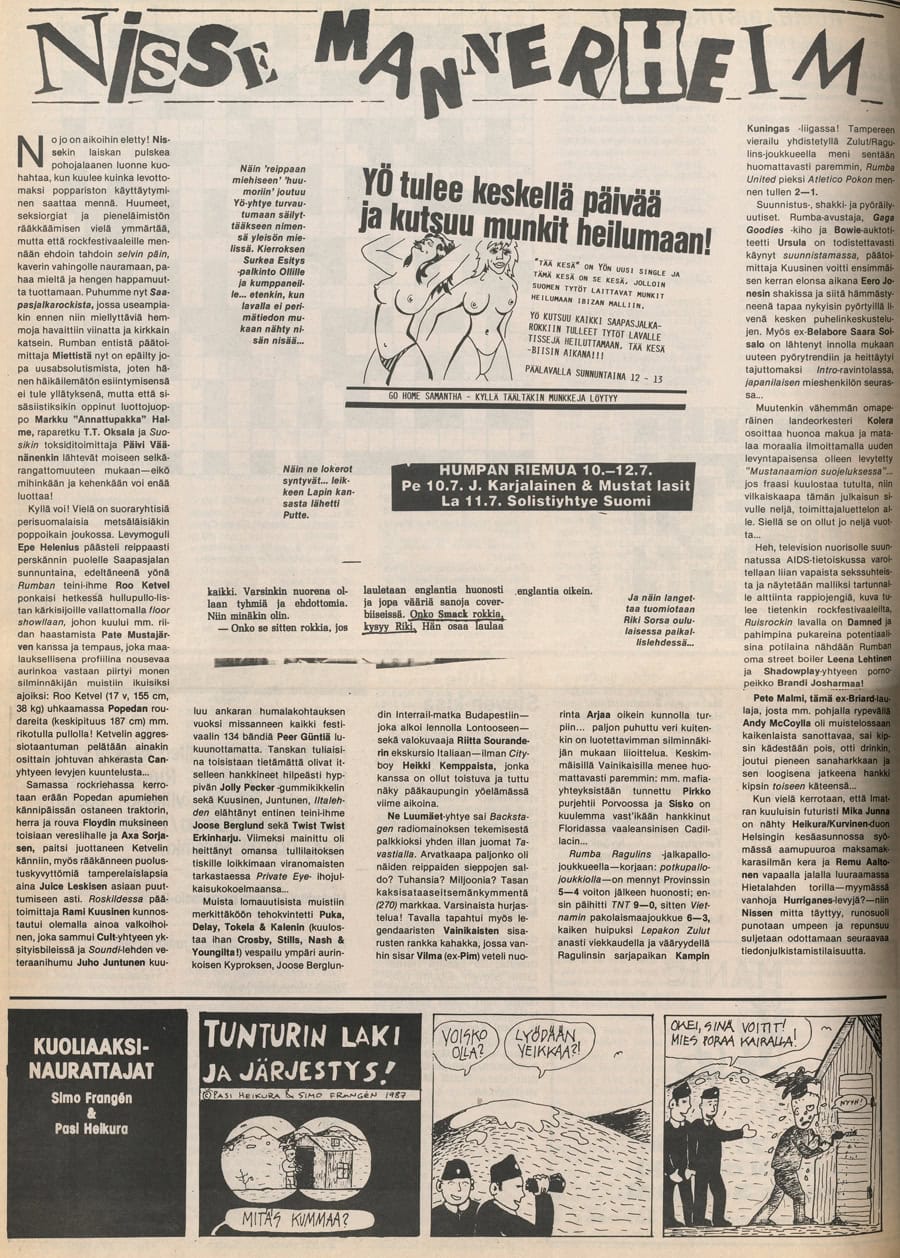 NISSE MANNERHEIM
No jo on aikoihin eletty! Nis-
sekin laiskan pulskea
pohojalaanen luonne kuo-
hahtaa, kun kuulee kuinka levotto-
maksi poppariston käyttäytymi-
nen saattaa mennä. Huumeet,
seksiorgiat ja pieneläimistön
rääkkäämisen vielä ymmärtää,
mutta että rockfestivaaleille men-
nään ehdoin tahdoin selvin päin,
kaverin vahingolle nauramaan, pa-
haa mieltä ja hengen happamuut-
ta tuottamaan. Puhumme nyt Saa-
pasjalkarockista, jossa useampia-
kin ennen niin miellyttäviä hem-
moja havaittiin viinatta ja kirkkain
katsein. Rumban entistä päätoi-
mittaja Miettistä nyt on epäilty jo-
pa uusabsolutismista, joten hä-
nen häikäilemätön esiintymisensä
ei tule yllätyksenä, mutta että si-
säsiistiksikin oppinut luottojuop-
po Markku "Annattupakka" Hal-
me, raparetku T.T. Oksala ja Suo-
sikin toksiditoimittaja Päivi Vää-
nänenkin lähtevät moiseen selkä-
rangattomuuteen mukaan—eikö
mihinkään ja kehenkään voi enää
luottaa!
Kyllä voi! Vielä on suoraryhtisiä
perisuomalaisia metsäläisiäkin
poppoikain joukossa. Levymoguli
Epe Helenius päästeli reippaasti
perskännin puolelle Saapasjalan
sunnuntaina, edeltäneenä yönä
Rumban teini-ihme Roo Ketvel
ponkaisi hetkessä hullupullo-lis-
tan kärkisijoille vallattomalla floor
showllaan, johon kuului mm. rii-
dan haastamista Pate Mustajär-
ven kanssa ja tempaus, joka maa-
lauksellisena profiilina nousevaa
aurinkoa vastaan piirtyi monen
silminnäkijän muistiin ikuisiksi
ajoiksi: Roo Ketvel (17 v, 155 cm,
38 kg) uhkaamassa Popedan rou-
dareita (keskipituus 187 cm) mm.
rikotulla pullolla! Ketvelin aggres-
siotaantuman pelätään ainakin
osittain johtuvan ahkerasta Can-
yhtyeen levyjen kuuntelusta...
Samassa rockriehassa kerro-
taan erään Popedan apumiehen
kännipäissän ostaneen traktorin,
herra ja rouva Floydin mukseineen
toisiaan vereslihalle ja Axa Sorja-
sen, paitsi juottaneen Ketvelin
känniin, myös rääkänneen puolus-
tuskyvyttömiä tamperelaislapsia
aina Juice Leskisen asiaan puut-
tumiseen asti. Roskildessa pää-
toimittaja Rami Kuusinen kunnos-
tautui olemalla ainoa valkoihoi-
nen, joka sammui Cult-yhtyeen yk-
sityisbileissä ja Soundi-lehden ve-
teraanihumu Juho Juntunen kuu-
Näin 'reippaan
miehiseen' 'huu-
moriin' joutuu
Yö-yhtye turvau-
tumaan säilyt-
tääkseen nimen-
sä yleisön mie-
lissä. Kierroksen
Surkea Esitys
-palkinto Ollille
ja kumppaneil-
le... etenkin, kun
lavalla ei peri-
mätiedon mu-
kaan nähty ni-
sän nisää...
YÖ tulee keskellä päivää
ja kutsuu munkit heilumaan!
"TÄÄ KESÄ" ON YÖN UUSI SINGLE JA
TÄMÄ KESÄ ON SE KESÄ, JOLLOIN
SUOMEN TYTÖT LAITTAVAT MUNKIT
HEILUMAAN IBIZAN MALLIIN.
YÖ KUTSUU KAIKKI SAAPASJALKA-
ROKKIIN TULLEET TYTÖT LAVALLE
TISSEJÄ HEILUTTAMAAN, TÄÄ KESÄ
-BIISIN AIKANA!!!
PÄÄLAVALLA SUNNUNTAINA 12 - 13
GO HOME SAMANTHA - KYLLÄ TÄÄLTÄKIN MUNKKEJA LÖYTYY
Näin ne lokerot
syntyvät... leik-
keen Lapin kan-
sasta lähetti
Putte.
HUMPAN RIEMUA 10.—12.7.
Pe 10.7. J. Karjalainen & Mustat lasit
La 11.7. Solistiyhtye Suomi
kaikki. Varsinkin nuorena ol-
laan tyhmiä ja ehdottomia.
Niin minäkin olin.
— Onko se sitten rokkia, jos
lauletaan englantia huonosti
ja jopa vääriä sanoja cover-
biiseissä. Onko Smack rokkia,
kysyy Riki. Hän osaa laulaa
englantia oikein.
Ja näin langet-
taa tuomiotaan
Riki Sorsa oulu-
laisessa paikal-
lislehdessä...
luu ankaran humalakohtauksen
vuoksi missanneen kaikki festi-
vaalin 134 bändiä Peer Güntiä lu-
kuunottamatta. Tanskan tuliaisi-
na toisistaan tietämättä olivat it-
selleen hankkineet hilpeästi hyp-
pivän Jolly Pecker -gummikikkelin
sekä Kuusinen, Juntunen, Iltaleh-
den elähtänyt entinen teini-ihme
Joose Berglund sekä Twist Twist
Erkinharju. Viimeksi mainittu oli
heittänyt omansa tullilaitoksen
tiskille loikkimaan viranomaisten
tarkastaessa Private Eye- ihojul-
kaisukokoelmaansa...
Muista lomautuisista muistiin
merkittäköön tehokvintetti Puka,
Delay, Tokela & Kalenin (kuulos-
taa ihan Crosby, Stills, Nash &
Youngilta!) vespailu ympäri aurin-
koisen Kyproksen, Joose Berglun-
din Interrail-matka Budapestiin—
joka alkoi lennolla Lontooseen—
sekä valokuvaaja Riitta Sourande-
rin ekskursio Italiaan—ilman City-
boy Heikki Kemppaista, jonka
kanssa on ollut toistuva ja tuttu
näky pääkaupungin yöelämässä
viime aikoina.
Ne Luumäet-yhtye sai Backsta-
gen radiomainoksen tekemisestä
palkkioksi yhden illan juomat Ta-
vastialla. Arvatkaapa paljonko oli
näiden reippaiden sieppojen sal-
do? Tuhansia? Miljoonia? Tasan
kaksisataaseitsemänkymmentä
(270) markkaa. Varsinaista hurjas-
telua! Tavalla tapahtui myös le-
gendaaristen Vainikaisten sisa-
rusten rankka kahakka, jossa van-
hin sisar Vilma (ex-Pim) veteli nuo-
rinta Arjaa oikein kunnolla tur-
piin... paljon puhuttu veri kuiten-
kin on luotettavimman silminnäki-
jän mukaan liioittelua. Keskim-
mäisillä Vainikaisilla menee huo-
mattavasti paremmin: mm. mafia-
yhteyksistään tunnettu Pirkko
purjehtii Porvoossa ja Sisko on
kuulemma vast'ikään hankkinut
Floridassa vaaleansinisen Cadil-
lacin...
Rumba Ragulins -jalkapallo-
joukkueella—korjaan: potkupallo-
joukkiolla—on mennyt Provinssin
5—4 voiton jälkeen huonosti; en-
sin päihitti TNT 9—0, sitten Viet-
namin pakolaismaajoukkue 6—3,
kaiken huipuksi Lepakon Zulut
anasti viekkaudella ja vääryydellä
Ragulinsin sarjapaikan Kampin
Kuningas -liigassa! Tampereen
vierailu yhdistetyllä Zulut/Ragu-
lins-joukkueella meni sentään
huomattavasti paremmin, Rumba
United pieksi Atletico Pokon men-
nen tullen 2—1.
Suunnistus-, shakki- ja pyöräily-
uutiset. Rumba-avustaja, Gaga
Goodies -kiho ja Bowie-auktoti-
teetti Ursula on todistettavasti
käynyt suunnistamassa, päätoi-
mittaja Kuusinen voitti ensimmäi-
sen kerran elonsa aikana Eero Jo-
nesin shakissa ja siitä hämmästy-
neenä tapaa nykyisin pyörtyillä li-
venä kesken puhelinkeskustelu-
jen. Myös ex-Belabore Saara Soi-
salo on lähtenyt innolla mukaan
uuteen pyörytrendiin ja heittäytyi
tajuttomaksi Intro-ravintolassa,
japanilaisen mieshenkilön seuras-
sa...
Muutenkin vähemmän omape-
räinen landeorkesteri Kolera
osoittaa huonoa makua ja mata-
laa moraalia ilmoittamalla uuden
levyntapaisensa olleen levytetty
"Mustanaamion suojeluksessa"...
jos fraasi kuulostaa tutulta, niin
vilkaiskaapa tämän julkaisun si-
vulle neljä, toimittajaluettelon al-
le. Siellä se on ollut jo neljä vuot-
ta...
Heh, television nuorisolle suun-
natussa AIDS-tietoiskussa varoi-
tellaan liian vapaista seksisuhteis-
ta ja näytetään malliksi tartunnal-
le alttiinta rappiojengiä, kuva tu-
lee tietenkin rockfestivaaleilta,
Ruisrockin lavalla on Damned ja
pahimpina pukareina potentiaali-
sina potilaina nähdään Rumban
oma street boiler Leena Lehtinen
ja Shadowplay-yhtyeen porno-
peikko Brandi Josharmaa!
Pete Malmi, tämä ex-Briard-lau-
laja, josta mm. pohjalla rypevällä
Andy McCoylla oli muistelossaan
kaikenlaista sanottavaa, sai kip-
sin kädestään pois, otti drinkin,
joutui pieneen sanaharkkaan ja
sen loogisena jatkeena hankki
kipsin toiseen käteensä...
Kun vielä kerrotaan, että Imat-
ran kuuluisin futuristi Mika Junna
on nähty Heikura/Kurvinen-duon
Helsingin kesäasunnossa syö-
mässä aamupuuroa maksamak-
karasilmän kera ja Remu Aalto-
nen vapaalla jalalla luuraamassa
Hietalahden torilla—myymässä
vanhoja Hurriganes-levyjä?—niin
Nissen mitta täyttyy, runosuoli
punotaan umpeen ja repunsuu
suljetaan odottamaan seuraavaa
tiedonjulkistamistilaisuutta.
KUOLIAAKSI-
NAURATTAJAT
Simo Frangén
&
Pasi Heikura
TUNTURIN LAKI
JA JÄRJESTYS!
© PASI HEIKURA & SIMO FRANGÉN 1987
MITÄS KUMMAA?
VOISKO
OLLA?
LYÖDÄÄN
VEIKKAA?!
OKEI, SINÄ VOITIT!
MIES PORAA KAIRALLA!
NYYH!